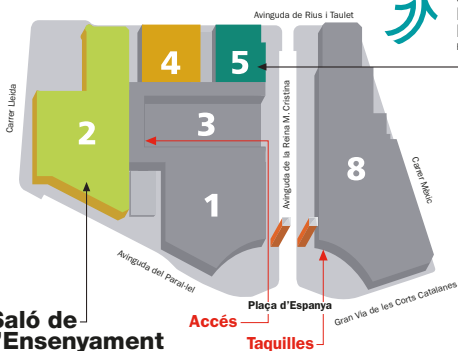 Avinguda de Rius i Taulet
Carrer Lleida
4
5
2
3
Avinguda de la Reina M. Cristina
8
Carrer Mèxic
1
Avinguda del Paral·lel
Plaça d'Espanya
Gran Via de les Corts Catalanes
Saló de
l'Ensenyament
Accés
Taquilles